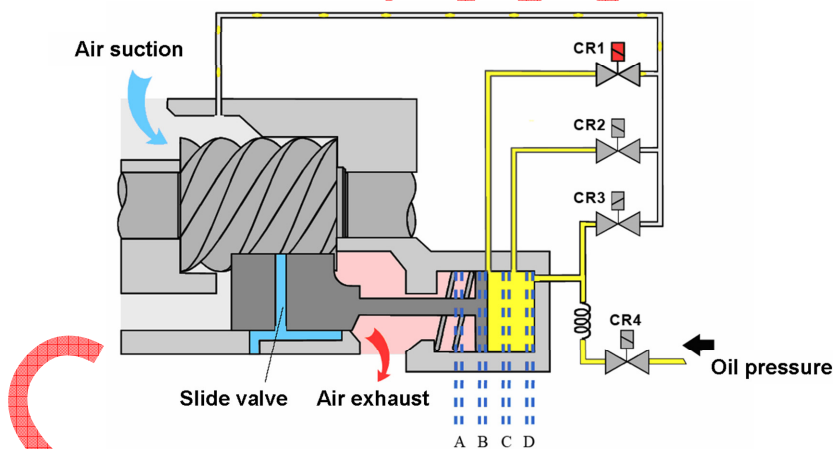 Air suction
CR1
CR2
CR3
CR4
Oil pressure
Slide valve
Air exhaust
A B C D